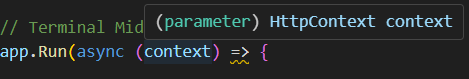 (parameter) HttpContext context
// Terminal Mid
app.Run(async (context) => {